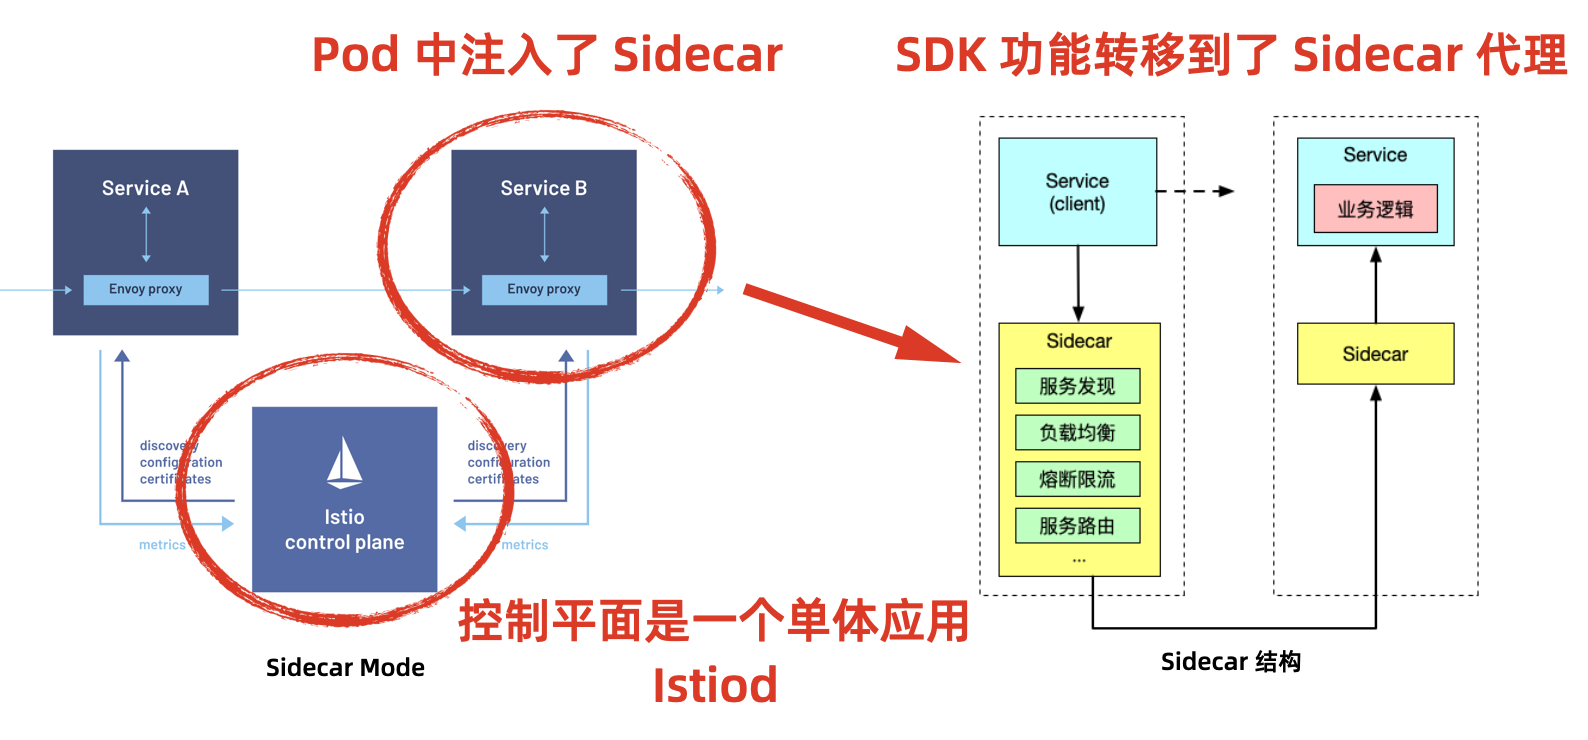 Pod 中注入了 Sidecar
SDK 功能转移到了 Sidecar 代理
Service A
Envoy proxy
Service B
Envoy proxy
discovery
configuration
certificates
metrics
discovery
configuration
certificates
metrics
Istio
control plane
Sidecar Mode
控制平面是一个单体应用
Istiod
Service
(client)
Sidecar
服务发现
负载均衡
熔断限流
服务路由
...
Service
业务逻辑
Sidecar
Sidecar 结构